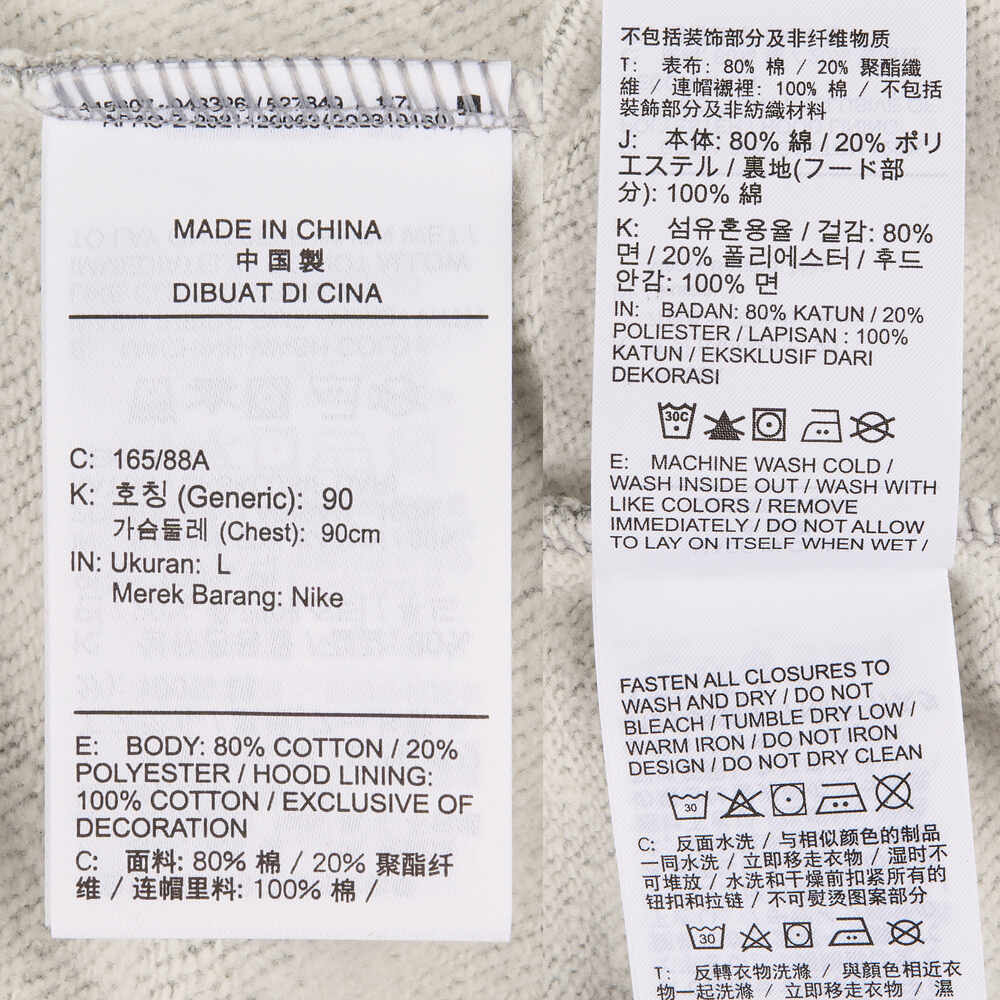 MADE IN CHINA
中国製
DIBUAT DI CINA
C: 165/88A
K: 호칭 (Generic): 90
가슴둘레 (Chest): 90cm
IN: Ukuran: L
Merek Barang: Nike
E: BODY: 80% COTTON / 20%
POLYESTER / HOOD LINING:
100% COTTON / EXCLUSIVE OF
DECORATION
C: 面料: 80% 棉 / 20% 聚酯纤
维 / 连帽里料: 100% 棉 /
不包括装饰部分及非纤维物质
T: 表布: 80% 棉 / 20% 聚酯纖
維 / 連帽襯裡: 100% 棉 / 不包括
裝飾部分及非紡織材料
J: 本体: 80% 綿 / 20% ポリ
エステル / 裏地(フード部
分): 100% 綿
K: 섬유혼용율 / 겉감: 80%
면 / 20% 폴리에스터 / 후드
안감: 100% 면
IN: BADAN: 80% KATUN / 20%
POLIESTER / LAPISAN : 100%
KATUN / EKSKLUSIF DARI
DEKORASI
30C
E: MACHINE WASH COLD /
WASH INSIDE OUT / WASH WITH
LIKE COLORS / REMOVE
IMMEDIATELY / DO NOT ALLOW
TO LAY ON ITSELF WHEN WET /
FASTEN ALL CLOSURES TO
WASH AND DRY / DO NOT
BLEACH / TUMBLE DRY LOW /
WARM IRON / DO NOT IRON
DESIGN / DO NOT DRY CLEAN
30
C: 反面水洗 / 与相似颜色的制品
一同水洗 / 立即移走衣物 / 湿时不
可堆放 / 水洗和干燥前扣紧所有的
钮扣和拉链 / 不可熨烫图案部分
30
T: 反轉衣物洗滌 / 與顏色相近衣
物一起洗滌 / 立即移走衣物 / 濕